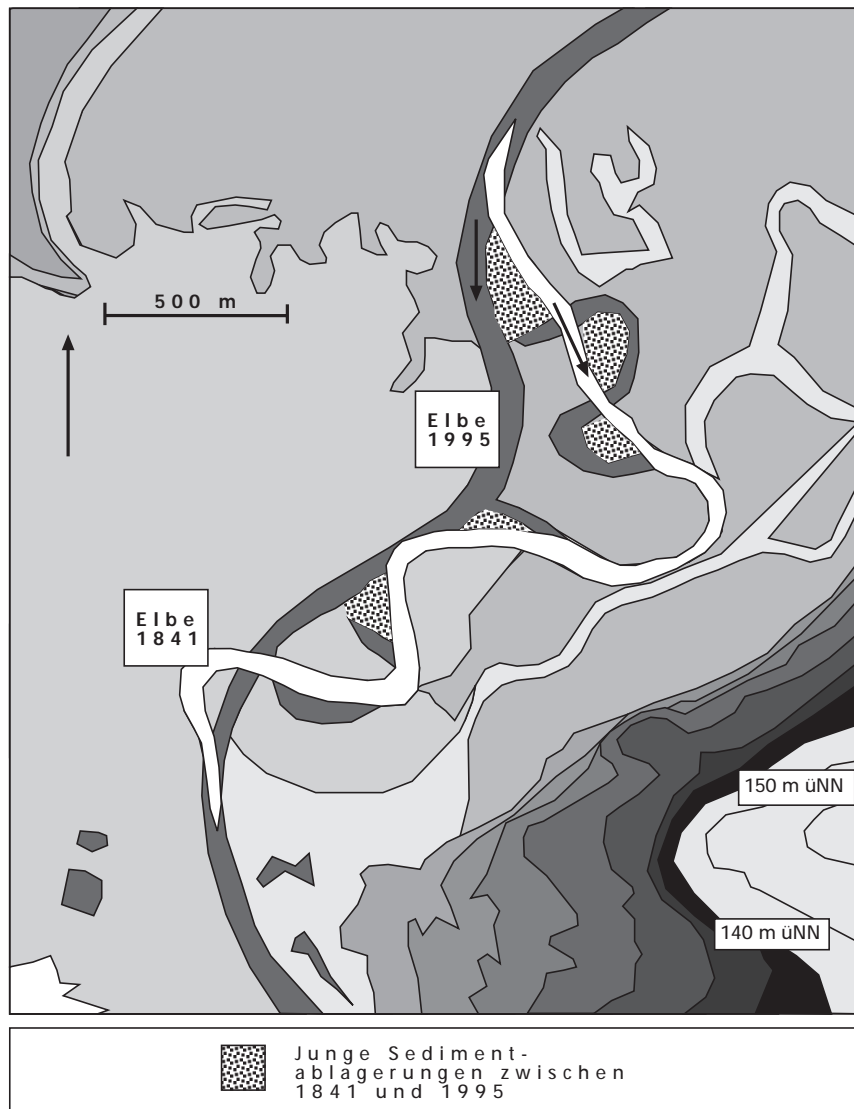 500 m
Elbe
1995
Elbe
1841
150 m üNN
140 m üNN
Junge Sediment-
ablagerungen zwischen
1841 und 1995